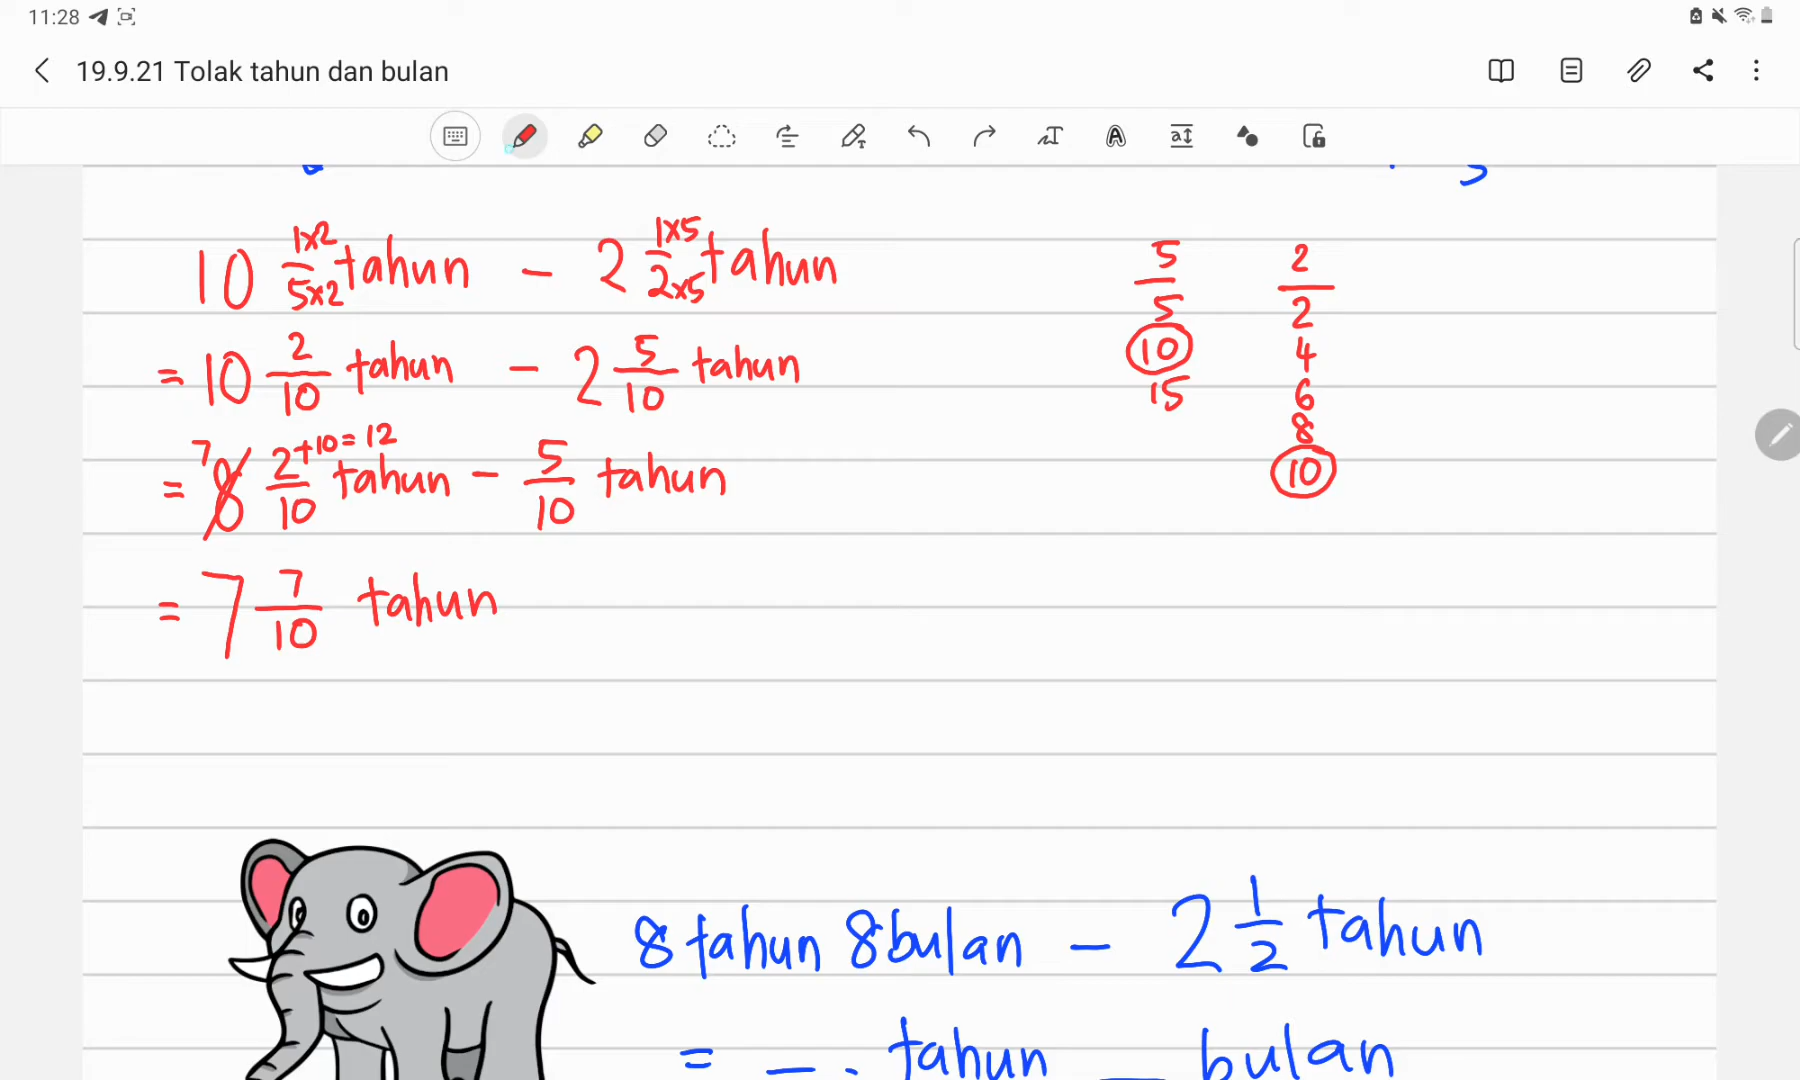 11:28
19.9.21 Tolak tahun dan bulan
10 1x2/5x2 tahun - 2 1x5/2x5 tahun
= 10 2/10 tahun - 2 5/10 tahun
= 7 8 2+10=12/10 tahun - 5/10 tahun
= 7 7/10 tahun
5 2
5 2
10 4
15 6
8
10
8 tahun 8 bulan - 2 1/2 tahun
= __ . tahun __ bulan